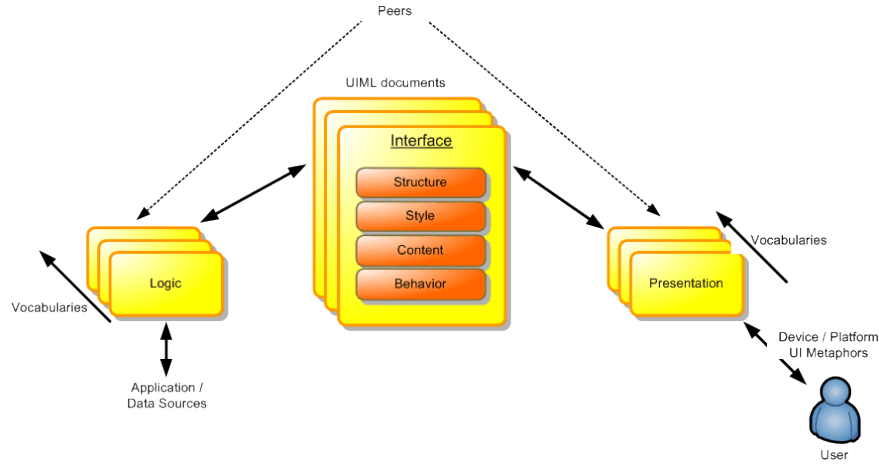 Peers
UIML documents
Interface
Structure
Style
Content
Behavior
Logic
Vocabularies
Application /
Data Sources
Vocabularies
Presentation
Device / Platform
UI Metaphors
User